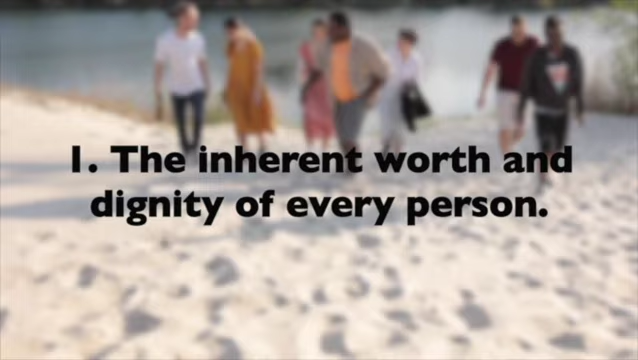 1. The inherent worth and
dignity of every person.